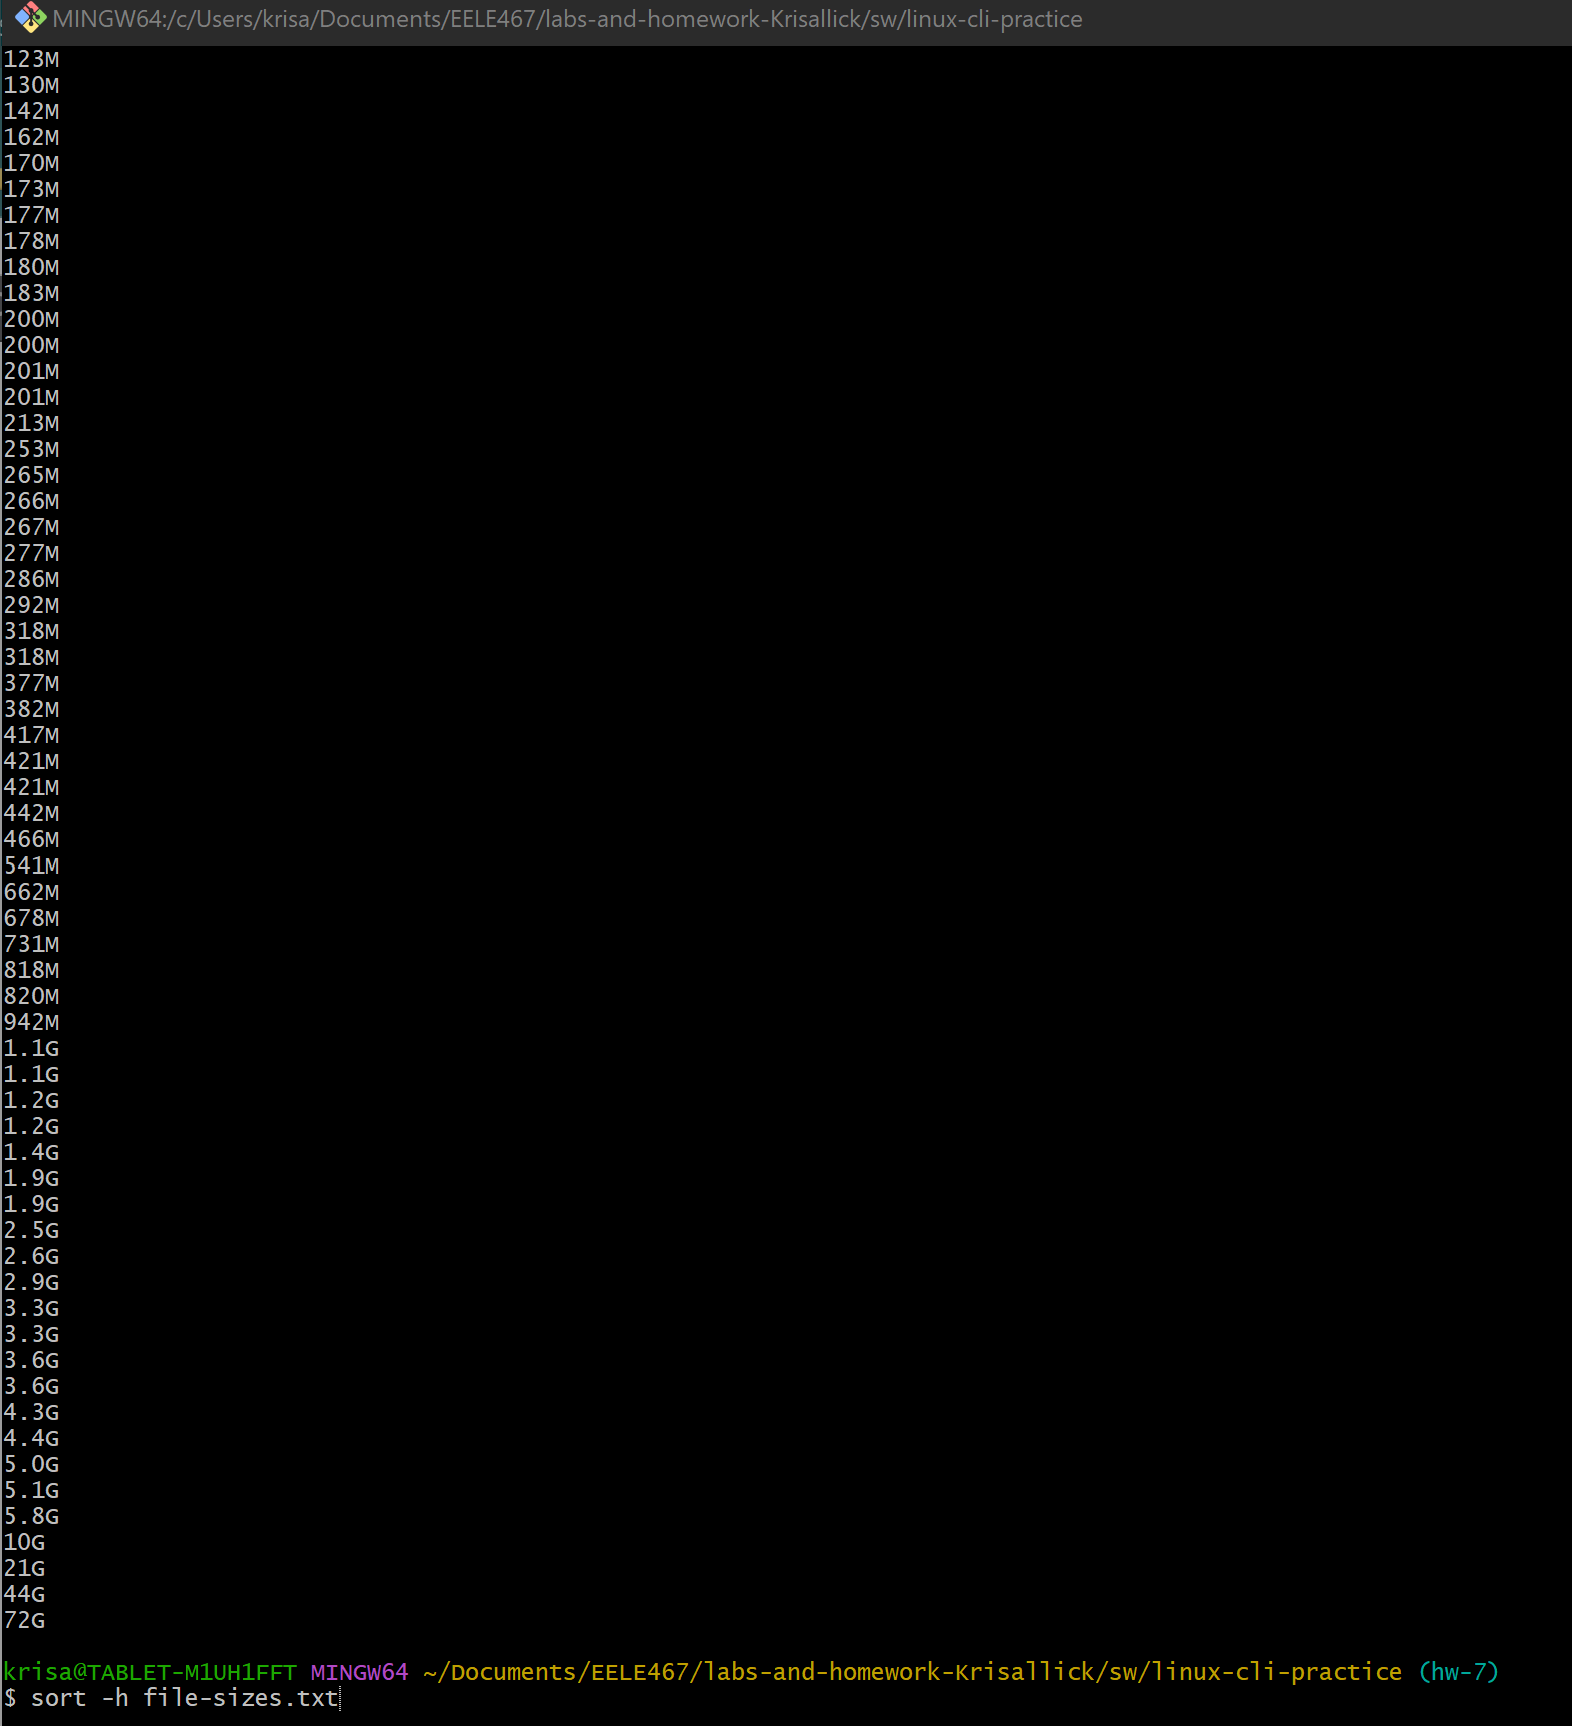 MINGW64:/c/Users/krisa/Documents/EELE467/labs-and-homework-Krisallick/sw/linux-cli-practice
123M
130M
142M
162M
170M
173M
177M
178M
180M
183M
200M
200M
201M
201M
213M
253M
265M
266M
267M
277M
286M
292M
318M
318M
377M
382M
417M
421M
421M
442M
466M
541M
662M
678M
731M
818M
820M
942M
1.1G
1.1G
1.2G
1.2G
1.4G
1.9G
1.9G
2.5G
2.6G
2.9G
3.3G
3.3G
3.6G
3.6G
4.3G
4.4G
5.0G
5.1G
5.8G
10G
21G
44G
72G
krisa@TABLET-M1UH1FFT MINGW64 ~/Documents/EELE467/labs-and-homework-Krisallick/sw/linux-cli-practice (hw-7)
$ sort -h file-sizes.txt